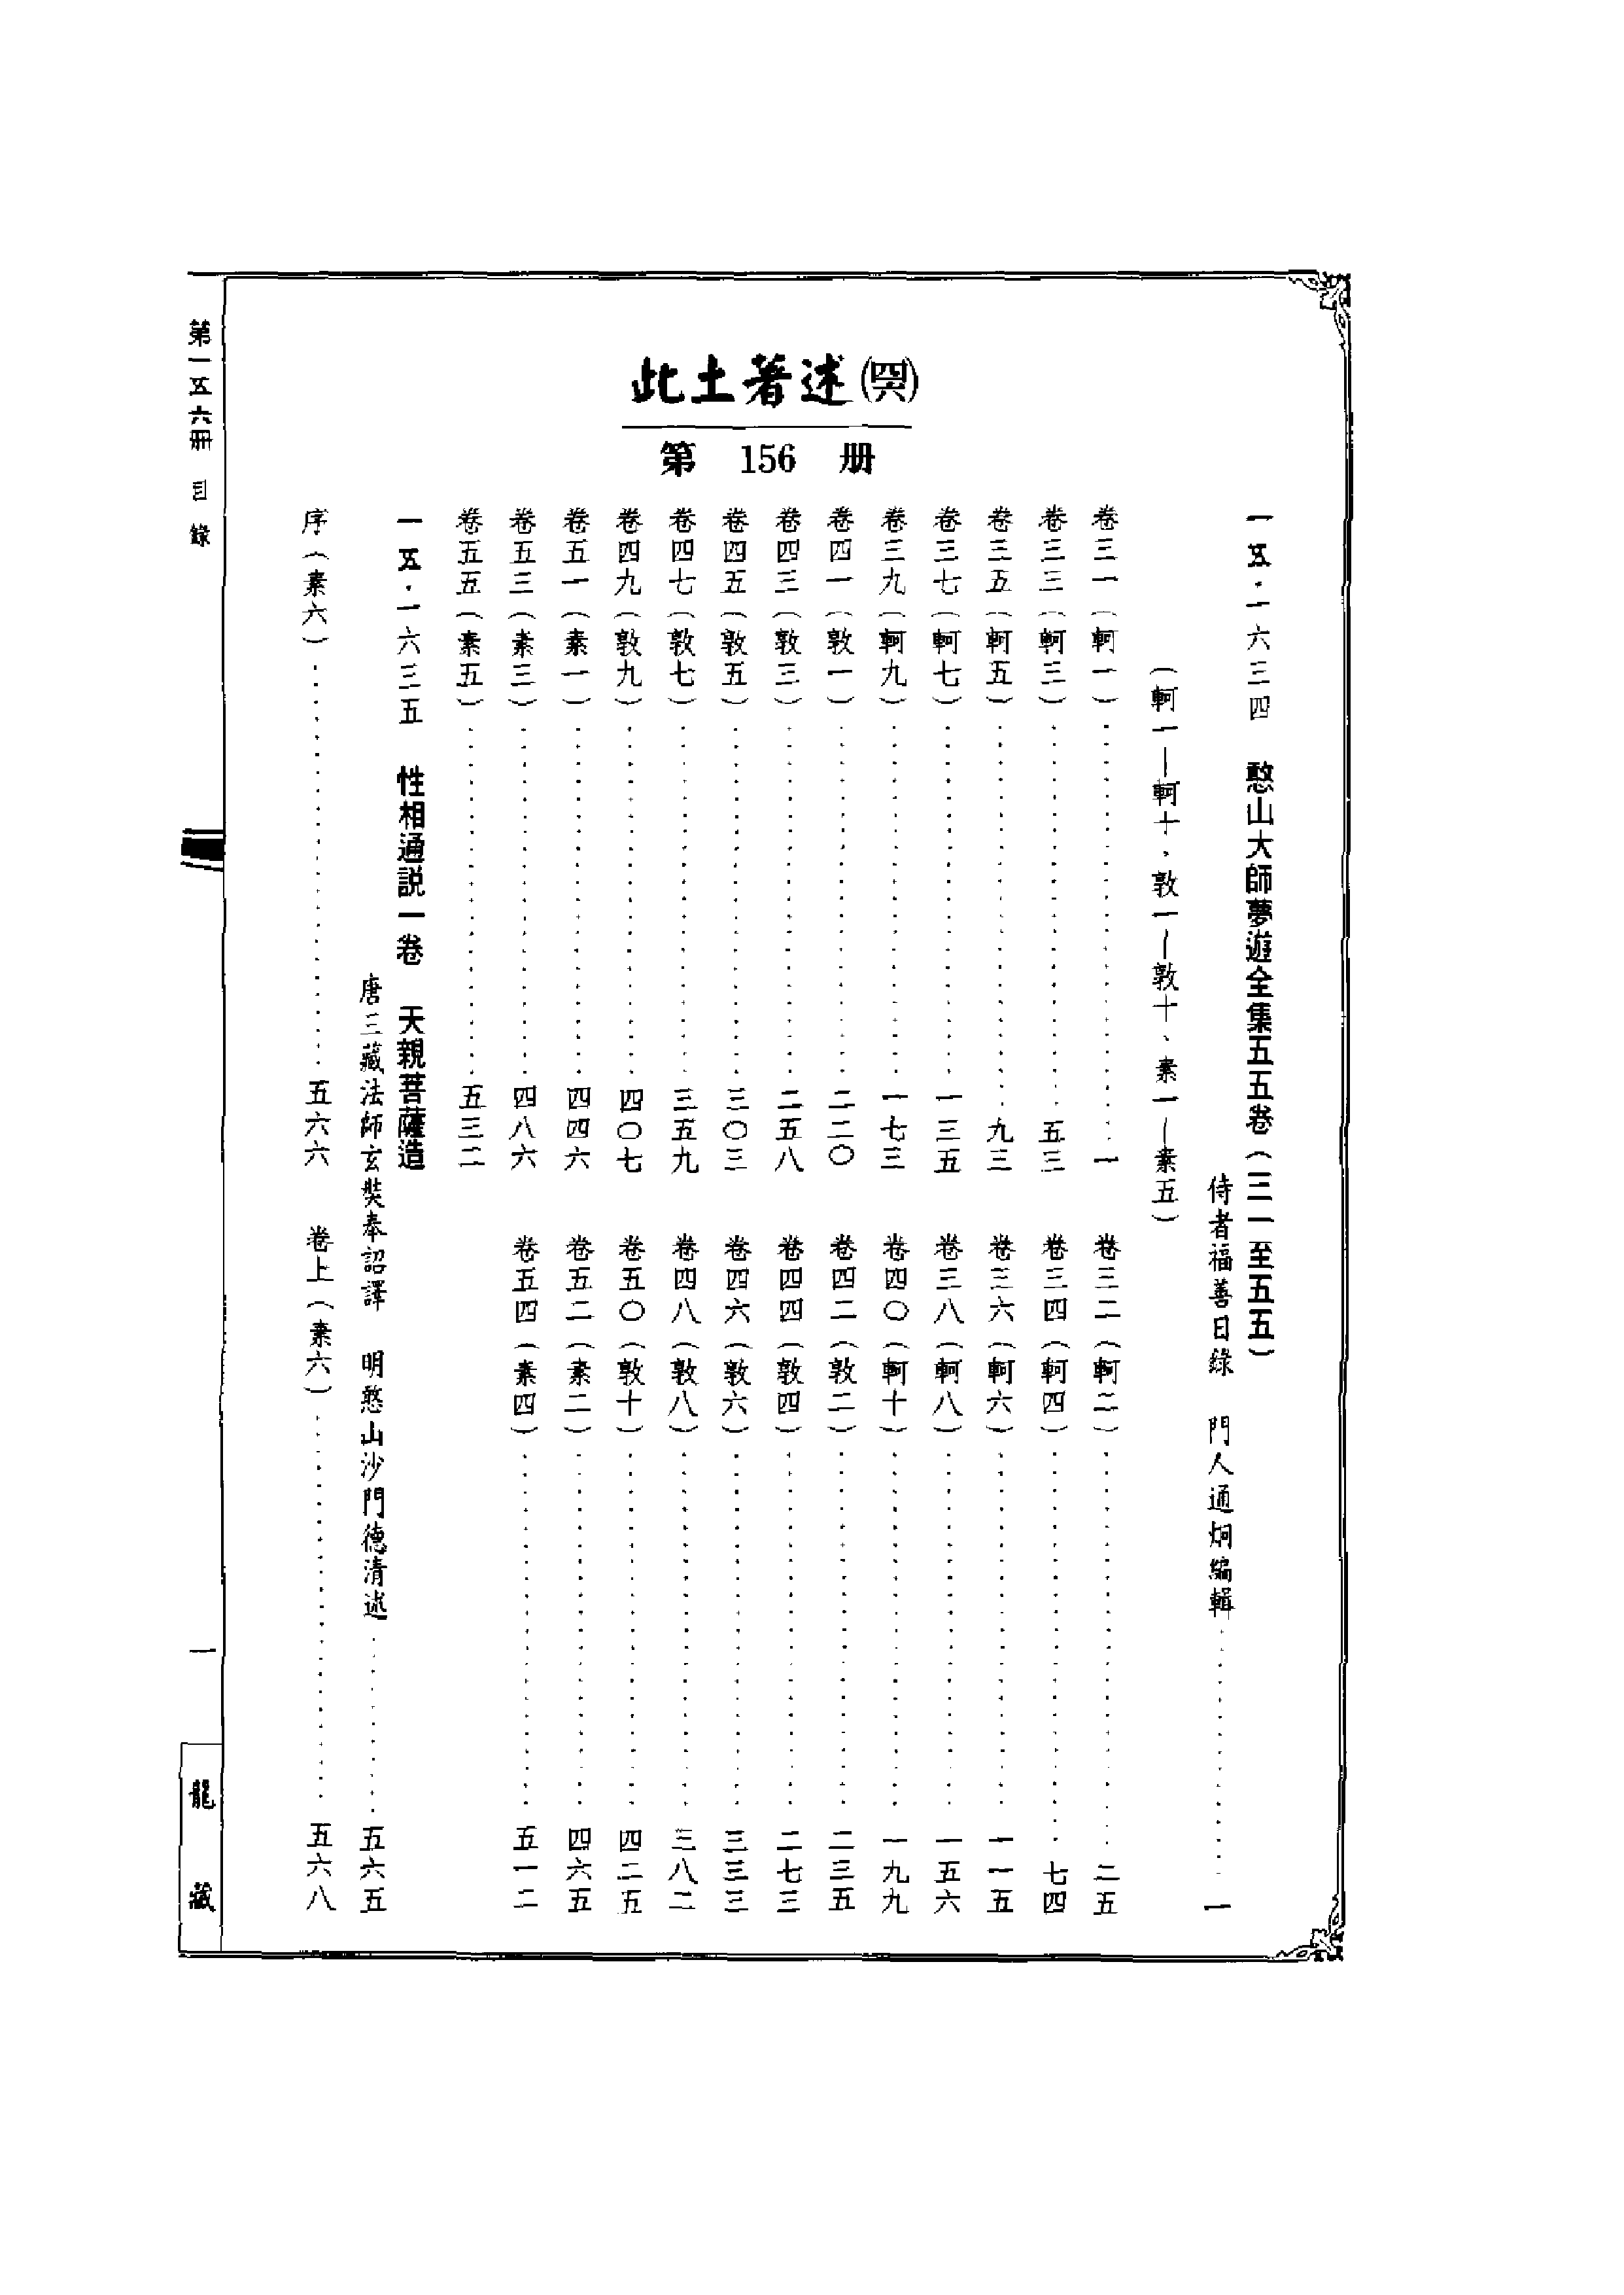 此土著述㈣
第 156 册
一五·一六三四 憨山大師夢遊全集五五卷(三一至五五)
侍者福善日錄 門人通炯編輯…………一
(軻一—軻十、敦一—敦十、素一—素五)
卷三一(軻一)…………一
卷三二(軻二)…………二五
卷三三(軻三)…………五三
卷三四(軻四)…………七四
卷三五(軻五)…………九三
卷三六(軻六)…………一一五
卷三七(軻七)…………一三五
卷三八(軻八)…………一五六
卷三九(軻九)…………一七三
卷四〇(軻十)…………一九九
卷四一(敦一)…………二二〇
卷四二(敦二)…………二三五
卷四三(敦三)…………二五八
卷四四(敦四)…………二七三
卷四五(敦五)…………三〇三
卷四六(敦六)…………三三三
卷四七(敦七)…………三五九
卷四八(敦八)…………三八二
卷四九(敦九)…………四〇七
卷五〇(敦十)…………四二五
卷五一(素一)…………四四六
卷五二(素二)…………四六五
卷五三(素三)…………四八六
卷五四(素四)…………五一二
卷五五(素五)…………五三二
一五·一六三五 性相通説一卷 天親菩薩造
唐三藏法師玄奘奉詔譯 明憨山沙門德清述…………五六五
序(素六)…………五六六
卷上(素六)…………五六八
第一五六册 目錄
一
龍藏